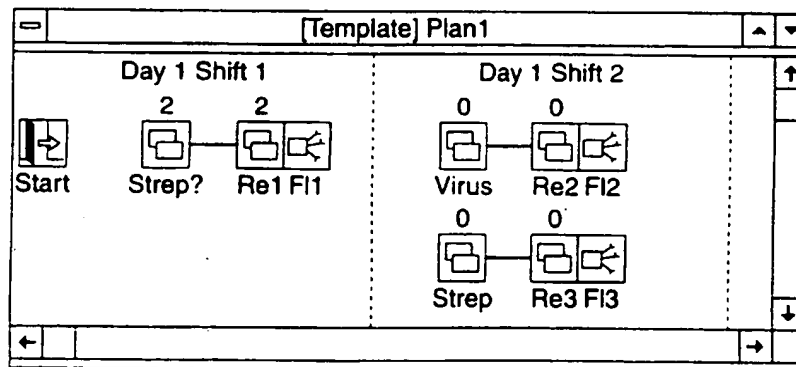 [Template] Plan1
Day 1 Shift 1 Day 1 Shift 2
2 2 0 0
Start Strep? Re1 Fl1 Virus Re2 Fl2
0 0
Strep Re3 Fl3